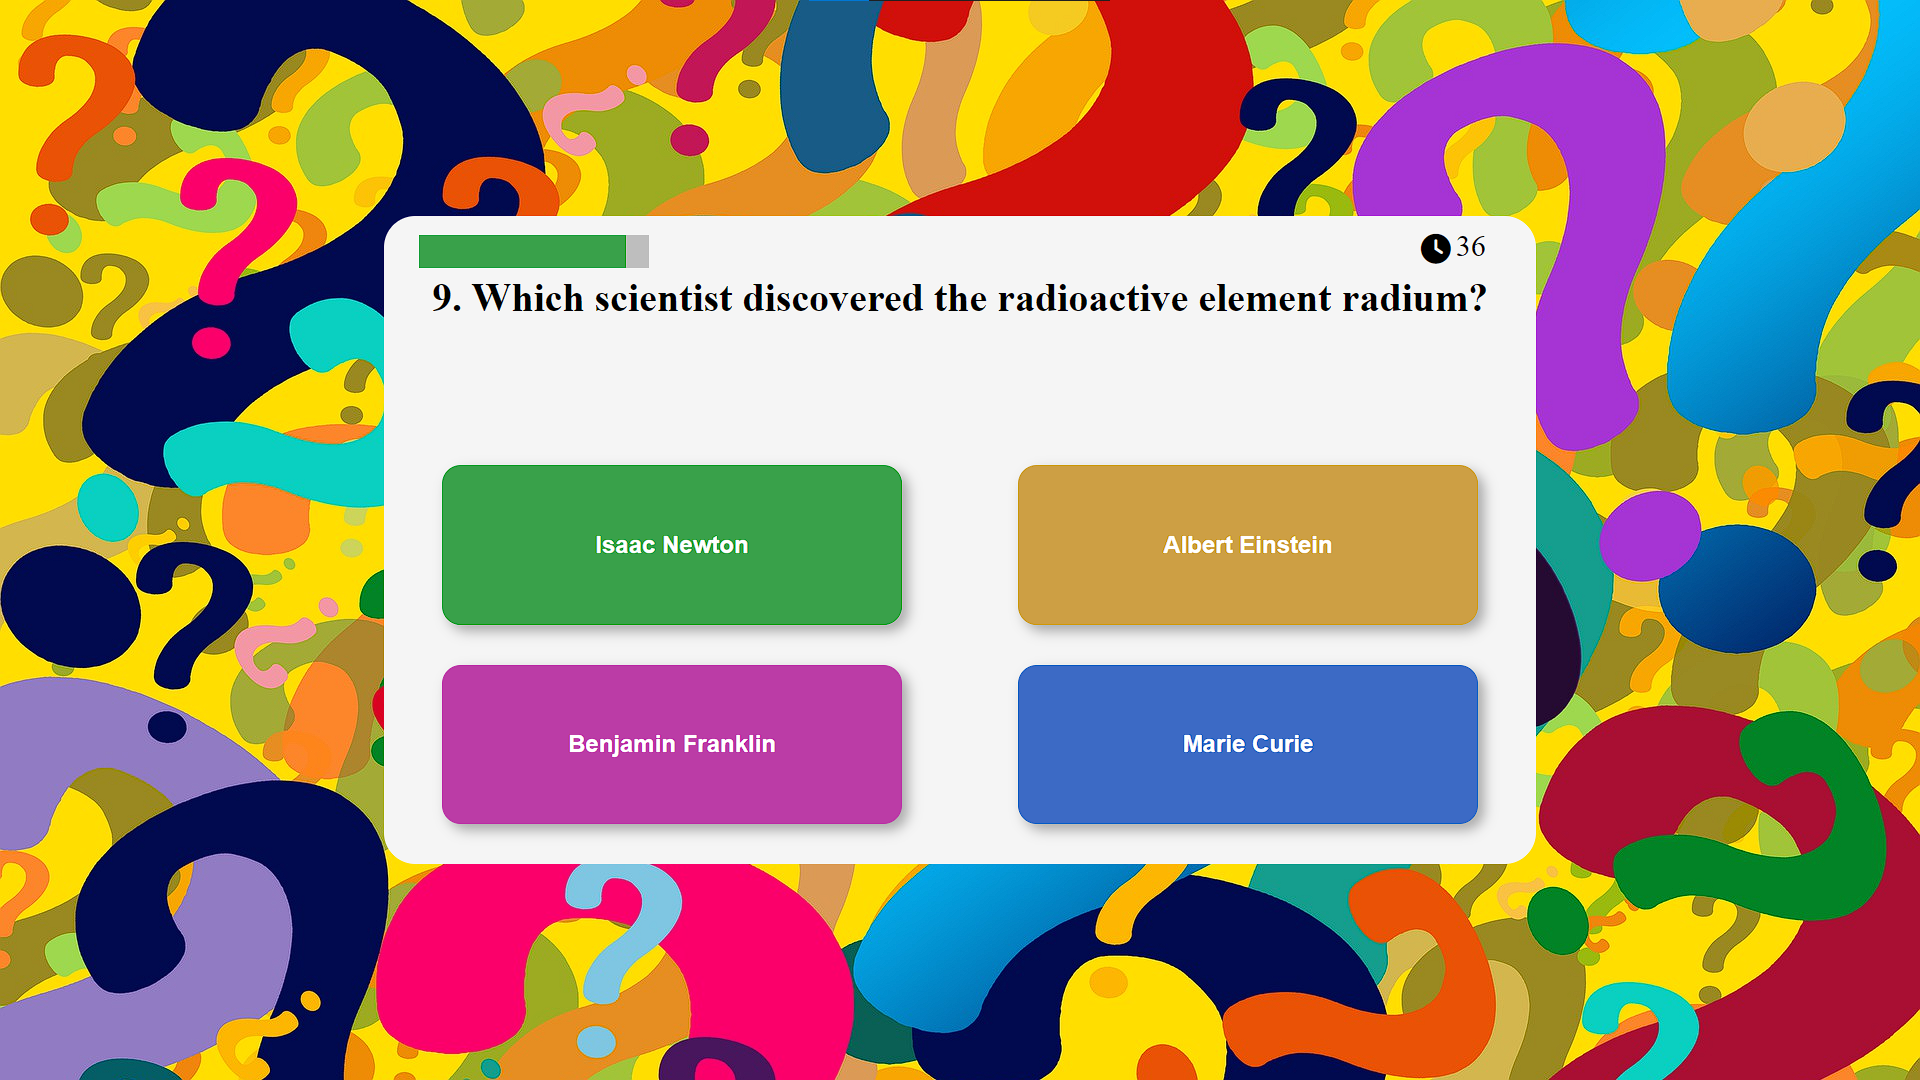 36
9. Which scientist discovered the radioactive element radium?
Isaac Newton
Albert Einstein
Benjamin Franklin
Marie Curie